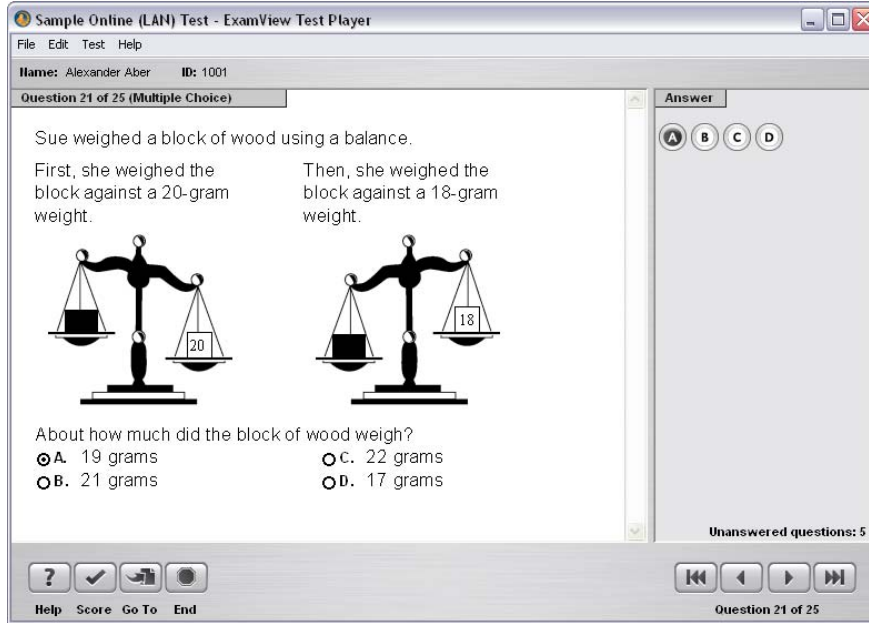 Sample Online (LAN) Test - ExamView Test Player
File Edit Test Help
Name: Alexander Aber ID: 1001
Question 21 of 25 (Multiple Choice)
Sue weighed a block of wood using a balance.
First, she weighed the
block against a 20-gram
weight.
Then, she weighed the
block against a 18-gram
weight.
20
18
About how much did the block of wood weigh?
A. 19 grams
B. 21 grams
C. 22 grams
D. 17 grams
Answer
A B C D
Unanswered questions: 5
? 
Help Score Go To End
Question 21 of 25